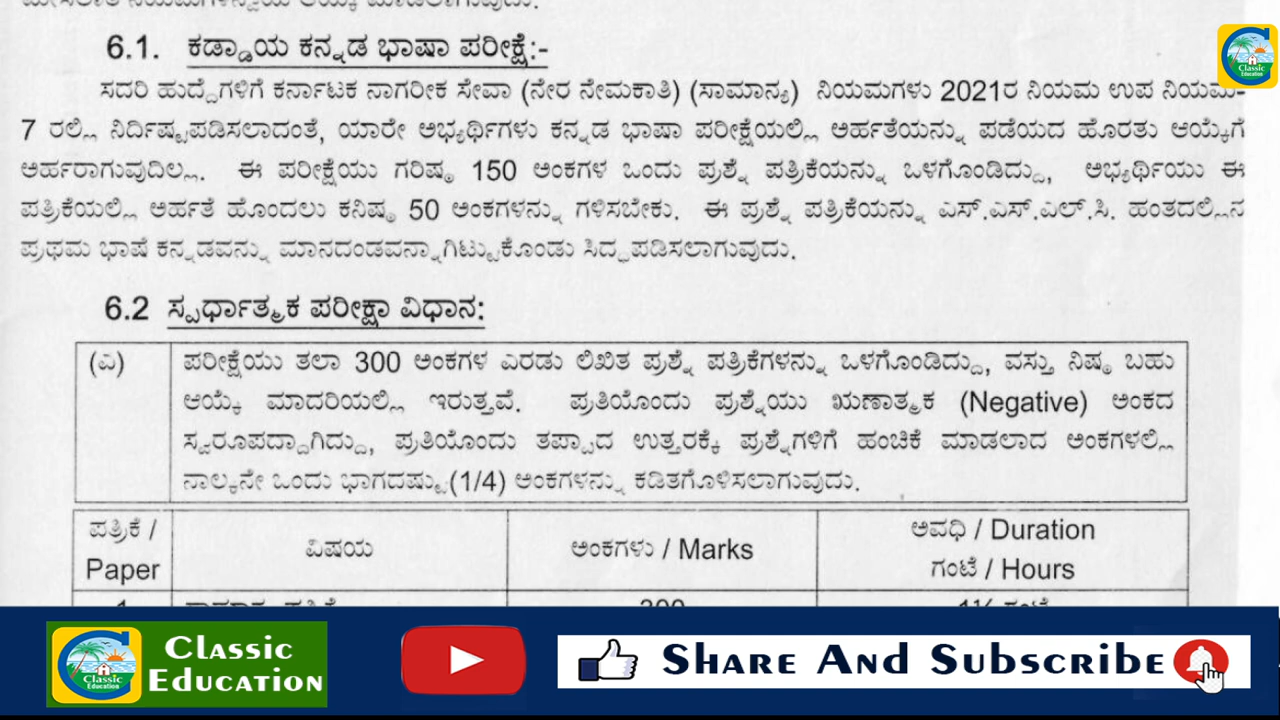 6.1. ಕಡ್ಡಾಯ ಕನ್ನಡ ಭಾಷಾ ಪರೀಕ್ಷೆ:-
ಸದರಿ ಹುದ್ದೆಗಳಿಗೆ ಕರ್ನಾಟಕ ನಾಗರೀಕ ಸೇವಾ (ನೇರ ನೇಮಕಾತಿ) (ಸಾಮಾನ್ಯ) ನಿಯಮಗಳು 2021ರ ನಿಯಮ ಉಪ ನಿಯಮ-
7 ರಲ್ಲಿ ನಿರ್ದಿಷ್ಟಪಡಿಸಲಾದಂತೆ, ಯಾರೇ ಅಭ್ಯರ್ಥಿಗಳು ಕನ್ನಡ ಭಾಷಾ ಪರೀಕ್ಷೆಯಲ್ಲಿ ಅರ್ಹತೆಯನ್ನು ಪಡೆಯದ ಹೊರತು ಆಯ್ಕೆಗೆ
ಅರ್ಹರಾಗುವುದಿಲ್ಲ. ಈ ಪರೀಕ್ಷೆಯು ಗರಿಷ್ಠ 150 ಅಂಕಗಳ ಒಂದು ಪ್ರಶ್ನೆ ಪತ್ರಿಕೆಯನ್ನು ಒಳಗೊಂಡಿದ್ದು, ಅಭ್ಯರ್ಥಿಯು ಈ
ಪತ್ರಿಕೆಯಲ್ಲಿ ಅರ್ಹತೆ ಹೊಂದಲು ಕನಿಷ್ಠ 50 ಅಂಕಗಳನ್ನು ಗಳಿಸಬೇಕು. ಈ ಪ್ರಶ್ನೆ ಪತ್ರಿಕೆಯನ್ನು ಎಸ್.ಎಸ್.ಎಲ್.ಸಿ. ಹಂತದಲ್ಲಿನ
ಪ್ರಥಮ ಭಾಷೆ ಕನ್ನಡವನ್ನು ಮಾನದಂಡವನ್ನಾಗಿಟ್ಟುಕೊಂಡು ಸಿದ್ಧಪಡಿಸಲಾಗುವುದು.
6.2 ಸ್ಪರ್ಧಾತ್ಮಕ ಪರೀಕ್ಷಾ ವಿಧಾನ:
(ಎ) ಪರೀಕ್ಷೆಯು ತಲಾ 300 ಅಂಕಗಳ ಎರಡು ಲಿಖಿತ ಪ್ರಶ್ನೆ ಪತ್ರಿಕೆಗಳನ್ನು ಒಳಗೊಂಡಿದ್ದು, ವಸ್ತು ನಿಷ್ಠ ಬಹು
ಆಯ್ಕೆ ಮಾದರಿಯಲ್ಲಿ ಇರುತ್ತವೆ. ಪ್ರತಿಯೊಂದು ಪ್ರಶ್ನೆಯು ಋಣಾತ್ಮಕ (Negative) ಅಂಕದ
ಸ್ವರೂಪದ್ದಾಗಿದ್ದು, ಪ್ರತಿಯೊಂದು ತಪ್ಪಾದ ಉತ್ತರಕ್ಕೆ ಪ್ರಶ್ನೆಗಳಿಗೆ ಹಂಚಿಕೆ ಮಾಡಲಾದ ಅಂಕಗಳಲ್ಲಿ
ನಾಲ್ಕನೇ ಒಂದು ಭಾಗದಷ್ಟು(1/4) ಅಂಕಗಳನ್ನು ಕಡಿತಗೊಳಿಸಲಾಗುವುದು.
ಪತ್ರಿಕೆ /
Paper
ವಿಷಯ
ಅಂಕಗಳು / Marks
ಅವಧಿ / Duration
ಗಂಟೆ / Hours
Classic
Education
Classic
Education
Classic
Education
Share And Subscribe